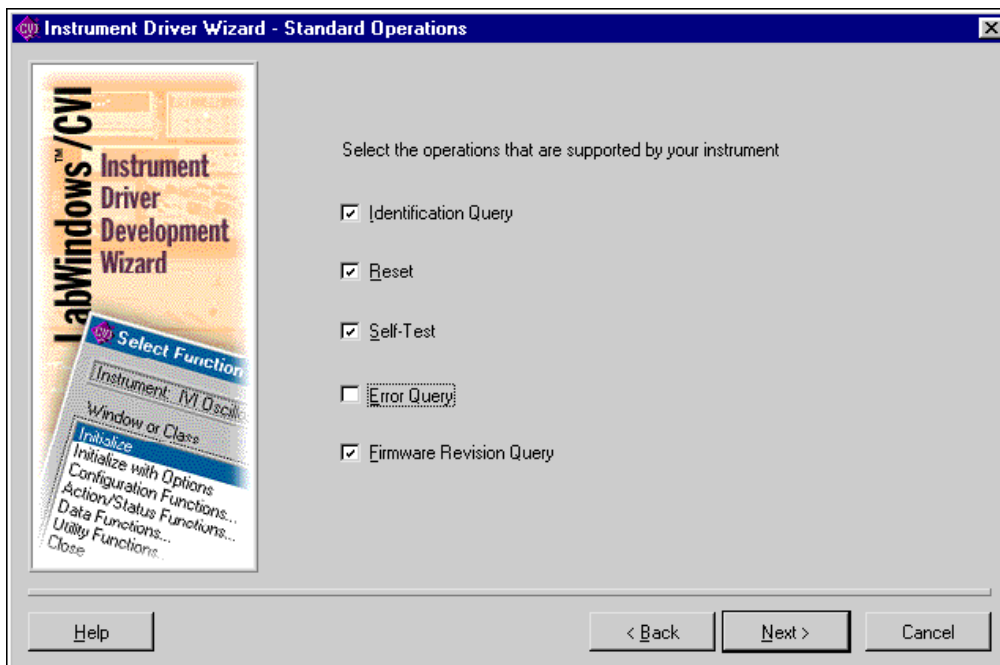 CVI Instrument Driver Wizard - Standard Operations
LabWindows™/CVI
Instrument
Driver
Development
Wizard
CVI Select Function
Instrument: IVI Oscill
Window or Class
Initialize
Initialize with Options
Configuration Functions...
Action/Status Functions...
Data Functions...
Utility Functions...
Close
Select the operations that are supported by your instrument
Identification Query
Reset
Self-Test
Error Query
Firmware Revision Query
Help
< Back
Next >
Cancel